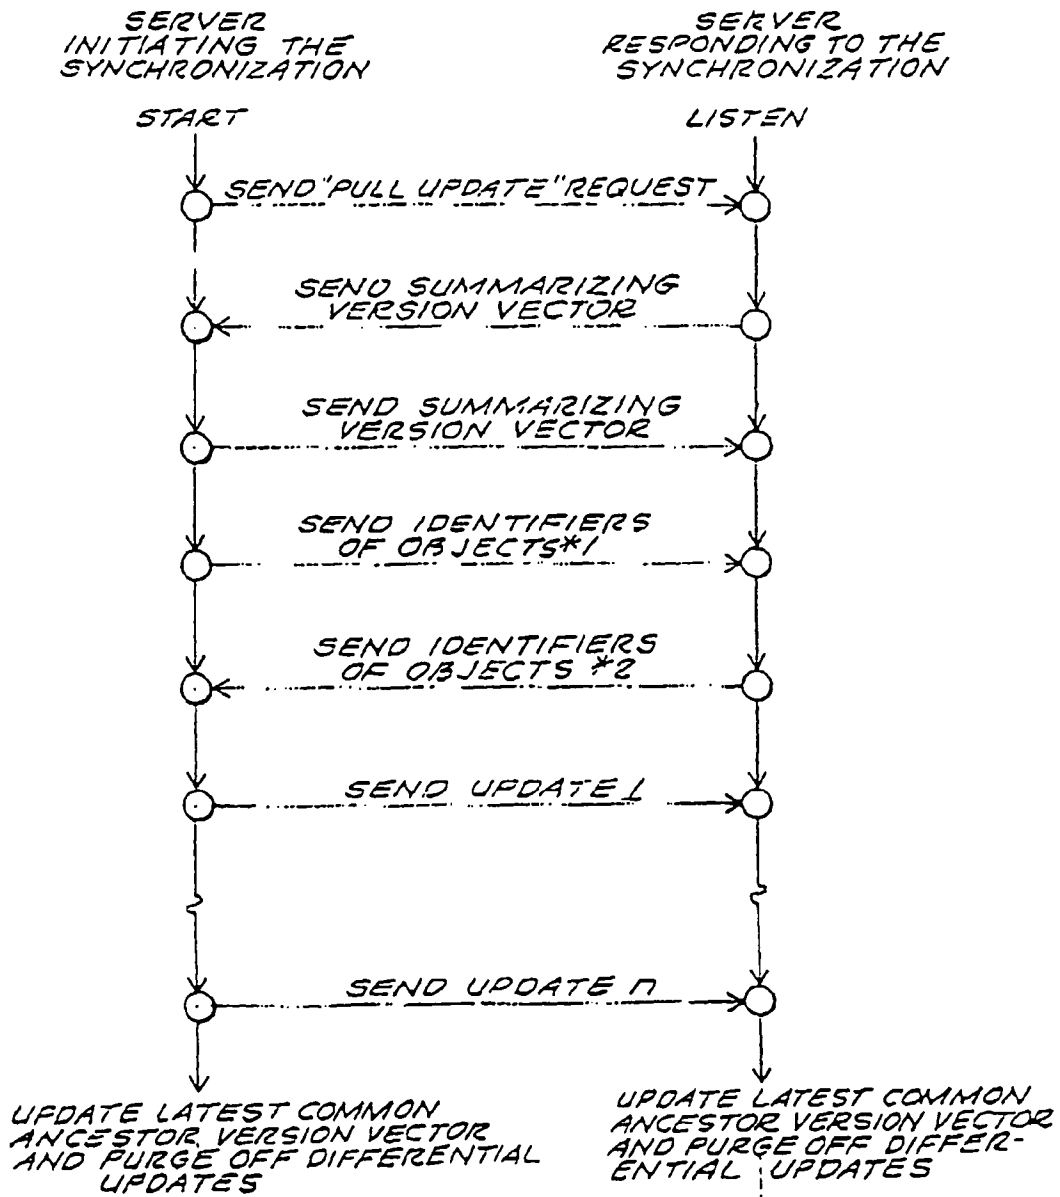 SERVER
INITIATING THE
SYNCHRONIZATION
SERVER
RESPONDING TO THE
SYNCHRONIZATION
START
LISTEN
SEND "PULL UPDATE" REQUEST
SEND SUMMARIZING
VERSION VECTOR
SEND SUMMARIZING
VERSION VECTOR
SEND IDENTIFIERS
OF OBJECTS*1
SEND IDENTIFIERS
OF OBJECTS *2
SEND UPDATE 1
SEND UPDATE n
UPDATE LATEST COMMON
ANCESTOR VERSION VECTOR
AND PURGE OFF DIFFERENTIAL
UPDATES
UPDATE LATEST COMMON
ANCESTOR VERSION VECTOR
AND PURGE OFF DIFFER-
ENTIAL UPDATES